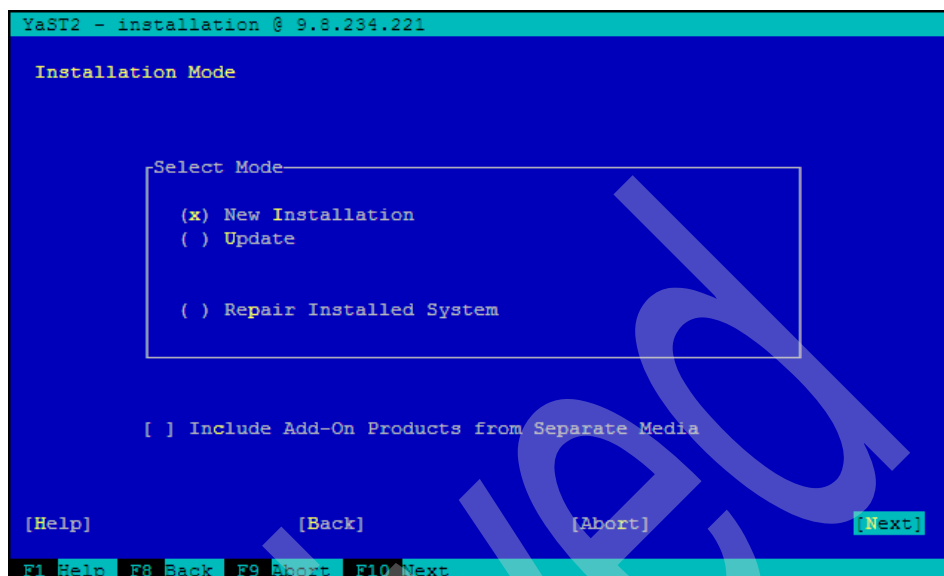 YaST2 - installation @ 9.8.234.221
Installation Mode
Select Mode
(x) New Installation
( ) Update
( ) Repair Installed System
[ ] Include Add-On Products from Separate Media
[Help] [Back] [Abort] [Next]
F1 Help F8 Back F9 Abort F10 Next